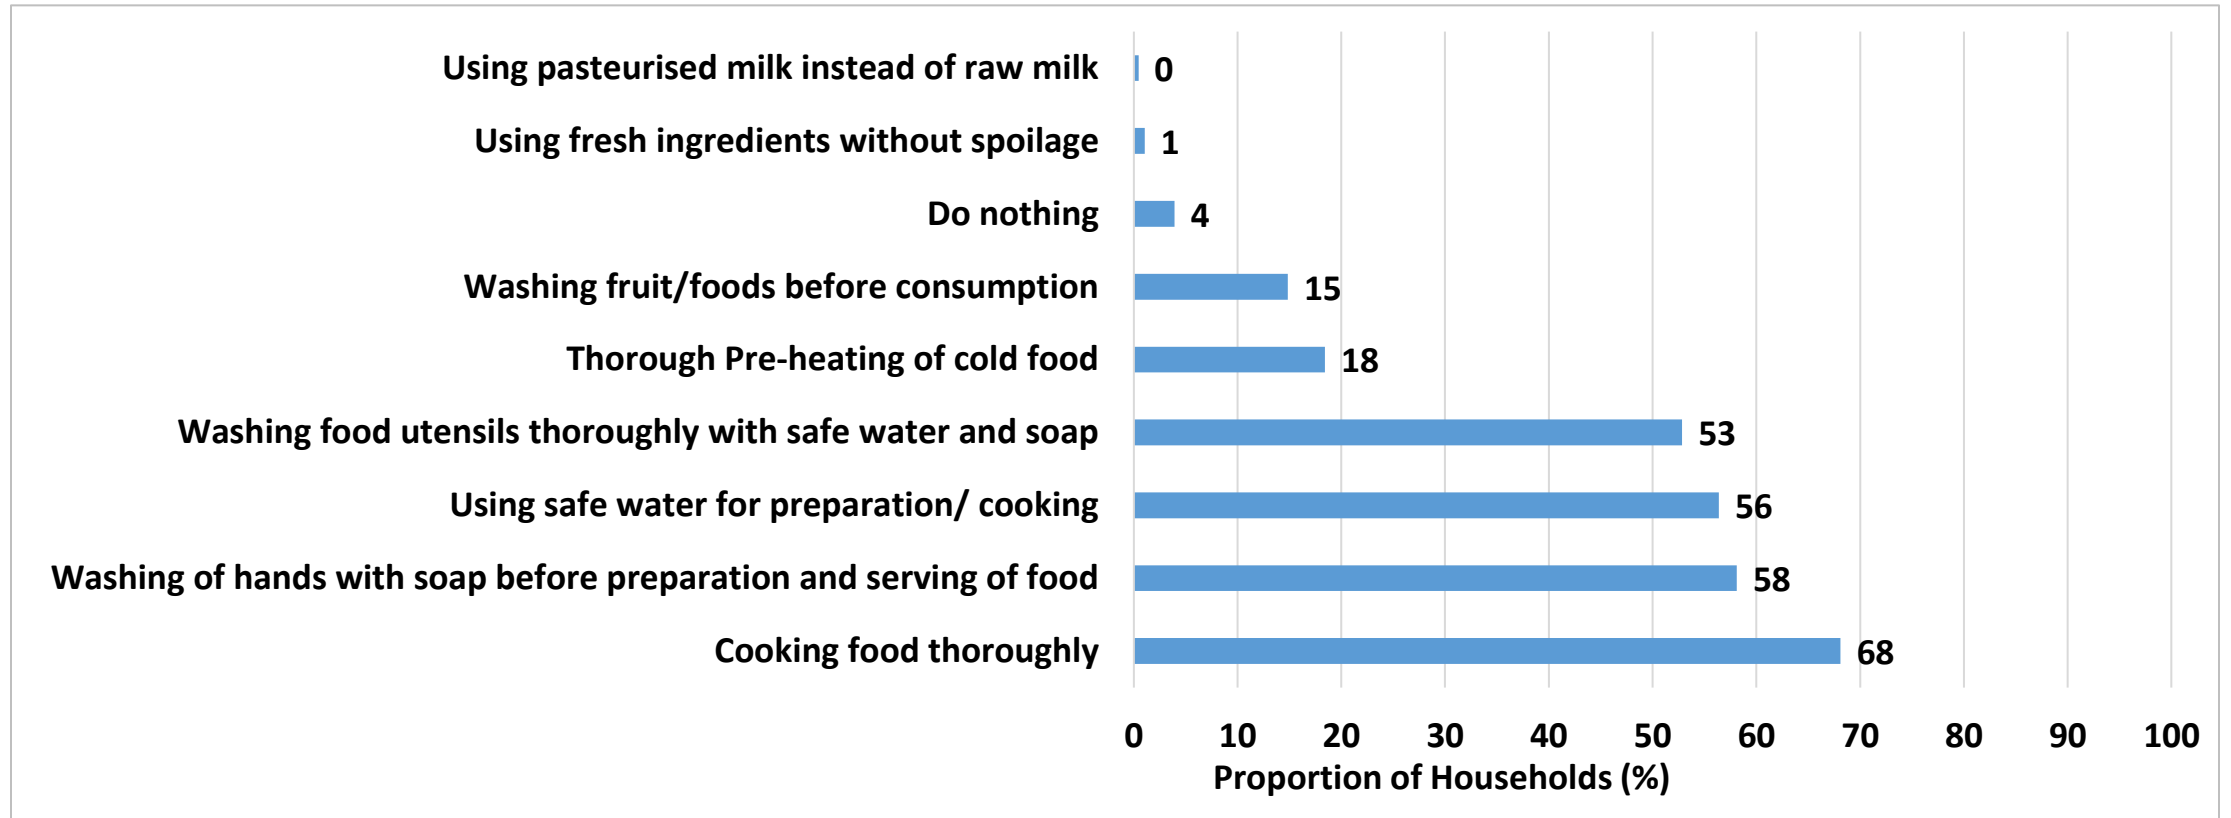 Using pasteurised milk instead of raw milk 0
Using fresh ingredients without spoilage 1
Do nothing 4
Washing fruit/foods before consumption 15
Thorough Pre-heating of cold food 18
Washing food utensils thoroughly with safe water and soap 53
Using safe water for preparation/ cooking 56
Washing of hands with soap before preparation and serving of food 58
Cooking food thoroughly 68
0 10 20 30 40 50 60 70 80 90 100
Proportion of Households (%)